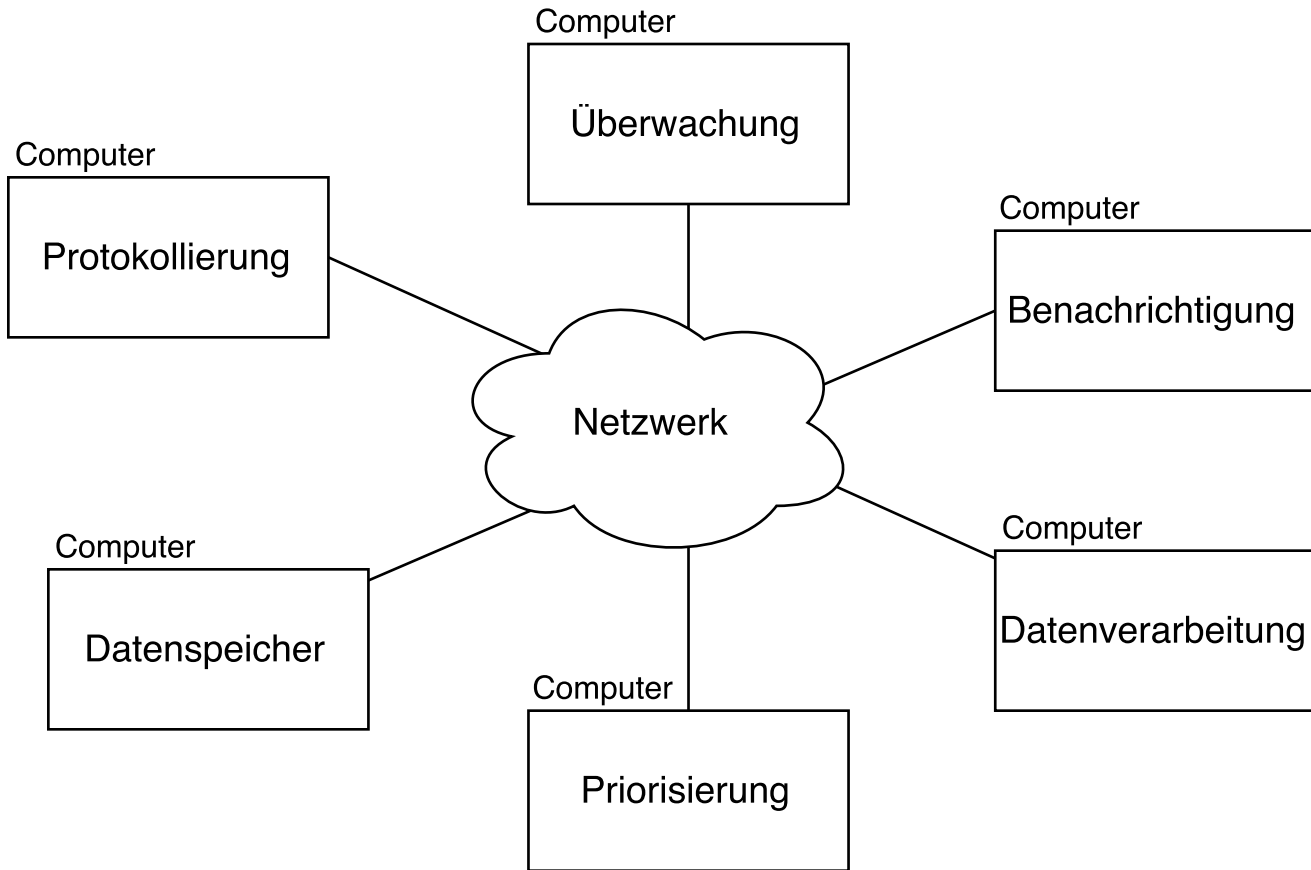 Computer
Überwachung
Computer
Protokollierung
Computer
Benachrichtigung
Netzwerk
Computer
Datenverarbeitung
Computer
Datenspeicher
Computer
Priorisierung